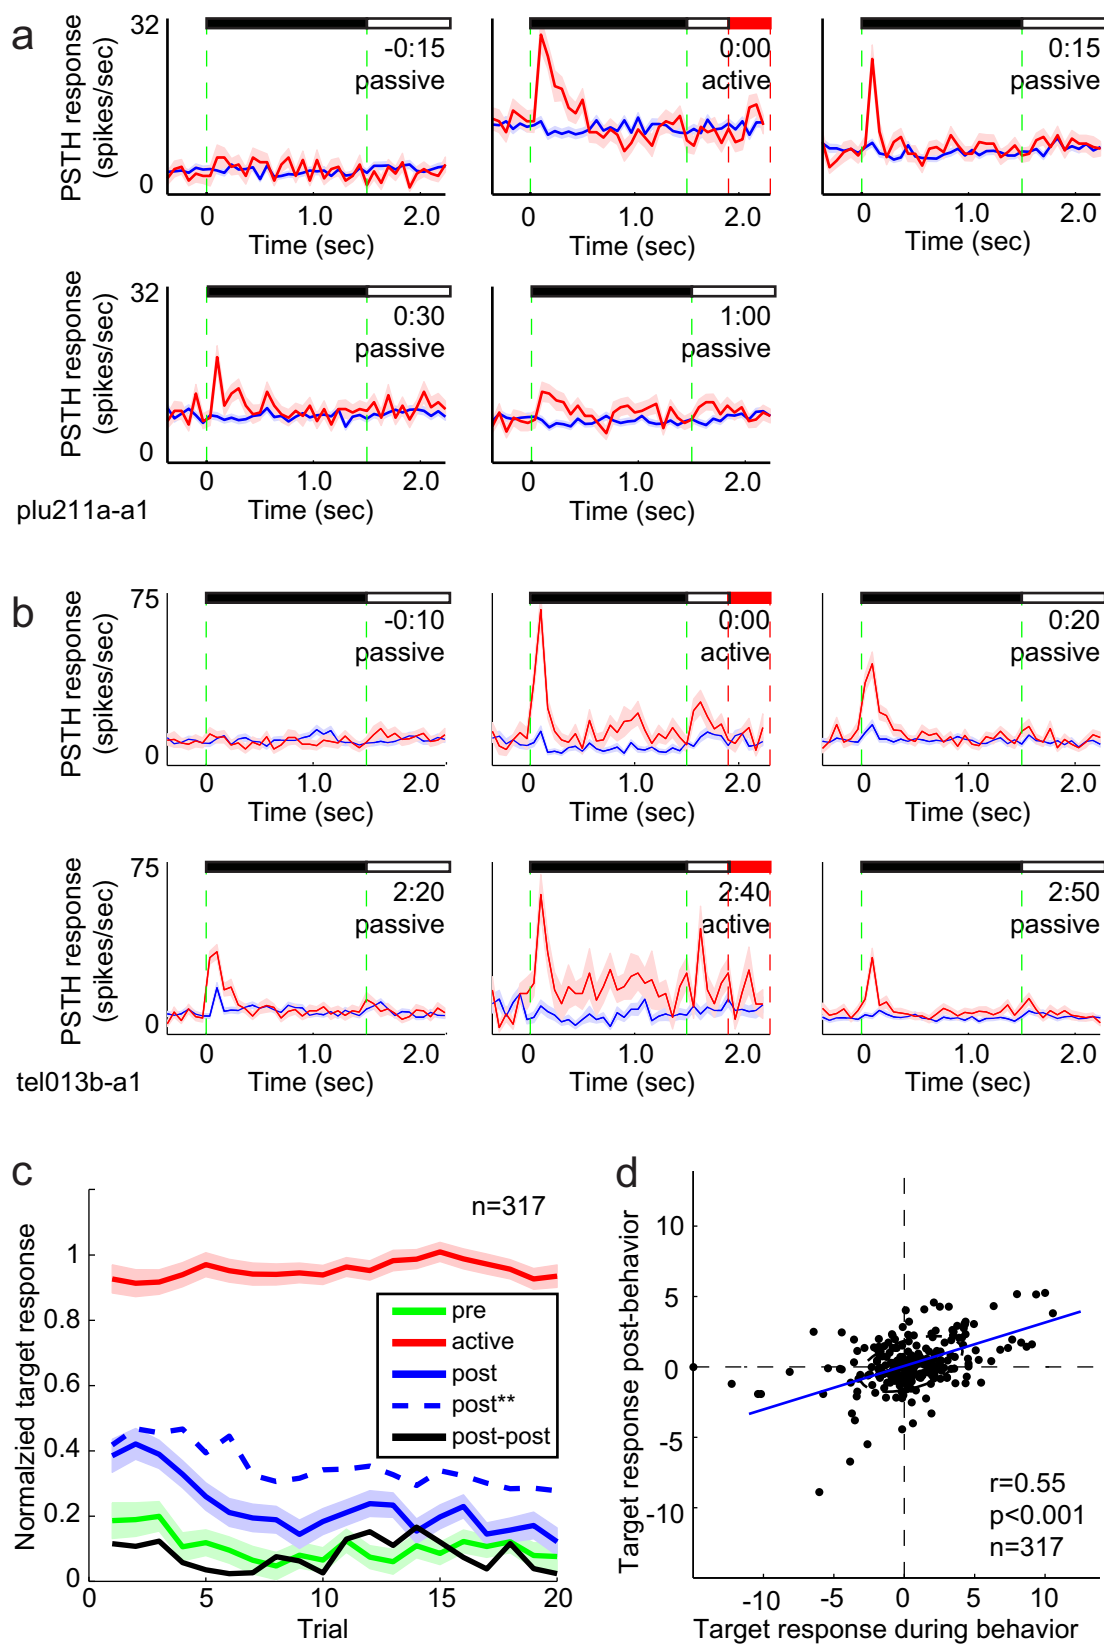 a
PSTH response
(spikes/sec)
32
0
-0:15
passive
0 1.0 2.0
Time (sec)
0:00
active
0 1.0 2.0
Time (sec)
0:15
passive
0 1.0 2.0
Time (sec)
PSTH response
(spikes/sec)
32
0
0:30
passive
0 1.0 2.0
Time (sec)
1:00
passive
0 1.0 2.0
Time (sec)
plu211a-a1
b
PSTH response
(spikes/sec)
75
0
-0:10
passive
0 1.0 2.0
Time (sec)
0:00
active
0 1.0 2.0
Time (sec)
0:20
passive
0 1.0 2.0
Time (sec)
PSTH response
(spikes/sec)
75
0
2:20
passive
0 1.0 2.0
Time (sec)
2:40
active
0 1.0 2.0
Time (sec)
2:50
passive
0 1.0 2.0
Time (sec)
tel013b-a1
c
Normalzied target response
n=317
1
0.8
0.6
0.4
0.2
0
pre
active
post
post**
post-post
0 5 10 15 20
Trial
d
Target response post-behavior
10
5
0
-5
-10
r=0.55
p<0.001
n=317
-10 -5 0 5 10
Target response during behavior